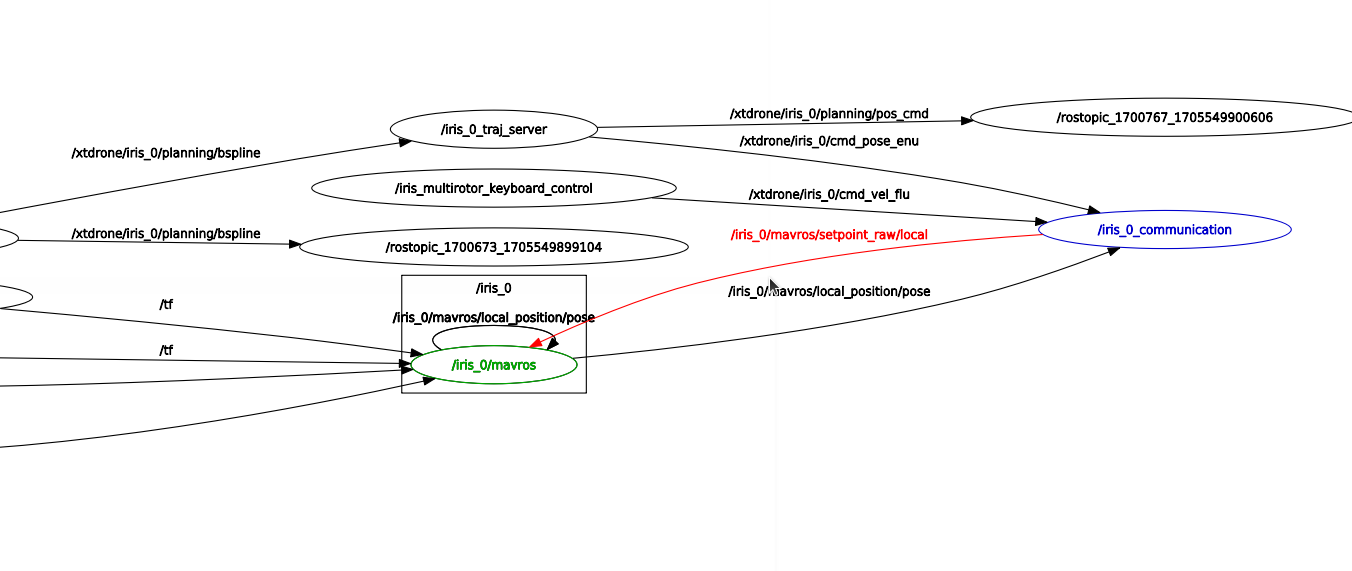 /xtdrone/iris_0/planning/pos_cmd
/rostopic_1700767_1705549900606
/iris_0_traj_server
/xtdrone/iris_0/cmd_pose_enu
/xtdrone/iris_0/planning/bspline
/iris_multirotor_keyboard_control
/xtdrone/iris_0/cmd_vel_flu
/iris_0_communication
/xtdrone/iris_0/planning/bspline
/iris_0/mavros/setpoint_raw/local
/rostopic_1700673_1705549899104
/iris_0
/iris_0/mavros/local_position/pose
/tf
/iris_0/mavros/local_position/pose
/tf
/iris_0/mavros